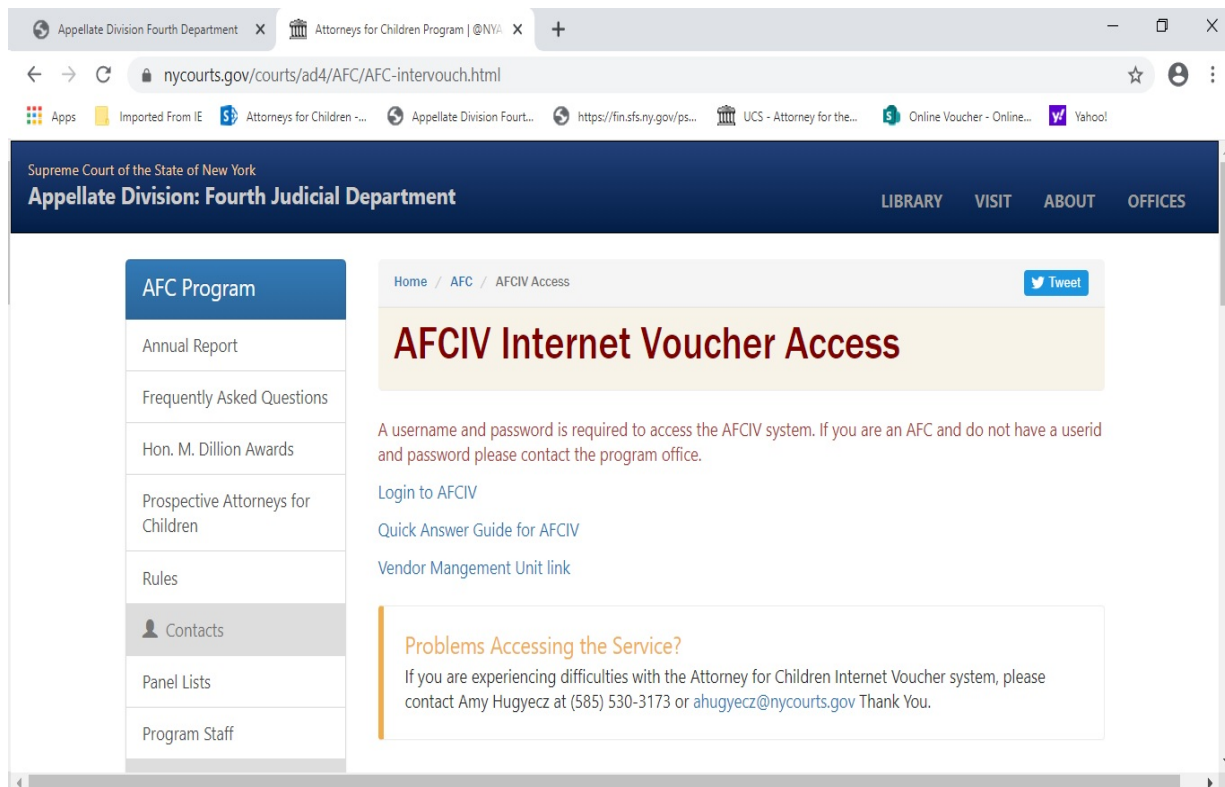 Appellate Division Fourth Department
Attorneys for Children Program | @NYA
nycourts.gov/courts/ad4/AFC/AFC-intervouch.html
Apps Imported From IE Attorneys for Children -... Appellate Division Fourt... https://fin.sfs.ny.gov/ps... UCS - Attorney for the... Online Voucher - Online... Yahoo!
Supreme Court of the State of New York
Appellate Division: Fourth Judicial Department
LIBRARY VISIT ABOUT OFFICES
AFC Program
Annual Report
Frequently Asked Questions
Hon. M. Dillion Awards
Prospective Attorneys for
Children
Rules
Contacts
Panel Lists
Program Staff
Home / AFC / AFCIV Access
Tweet
AFCIV Internet Voucher Access
A username and password is required to access the AFCIV system. If you are an AFC and do not have a userid
and password please contact the program office.
Login to AFCIV
Quick Answer Guide for AFCIV
Vendor Mangement Unit link
Problems Accessing the Service?
If you are experiencing difficulties with the Attorney for Children Internet Voucher system, please
contact Amy Hugyecz at (585) 530-3173 or ahugyecz@nycourts.gov Thank You.